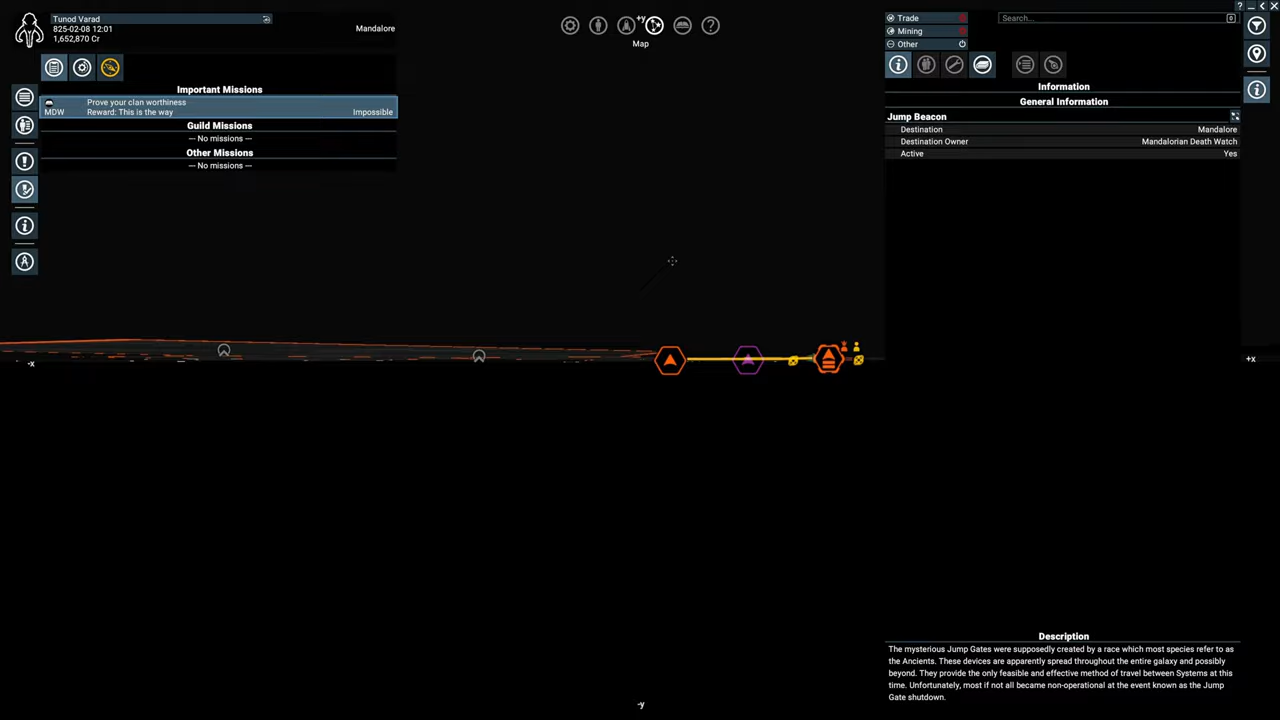 Tunod Varad
825-02-08 12:01
1,652,870 Cr
Mandalore
Important Missions
Prove your clan worthiness
MDW Reward: This is the way Impossible
Guild Missions
--- No missions ---
Other Missions
--- No missions ---
+y
?
Map
+x
-x
-y
? _ < X
Trade
Mining
Other
Search...
Information
General Information
Jump Beacon
Destination Mandalore
Destination Owner Mandalorian Death Watch
Active Yes
Description
The mysterious Jump Gates were supposedly created by a race which most species refer to as
the Ancients. These devices are apparently spread throughout the entire galaxy and possibly
beyond. They provide the only feasible and effective method of travel between Systems at this
time. Unfortunately, most if not all became non-operational at the event known as the Jump
Gate shutdown.